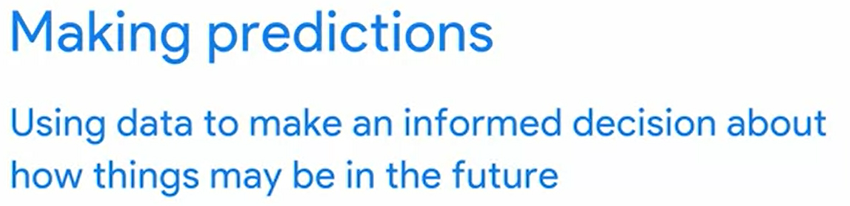 Making predictions
Using data to make an informed decision about
how things may be in the future